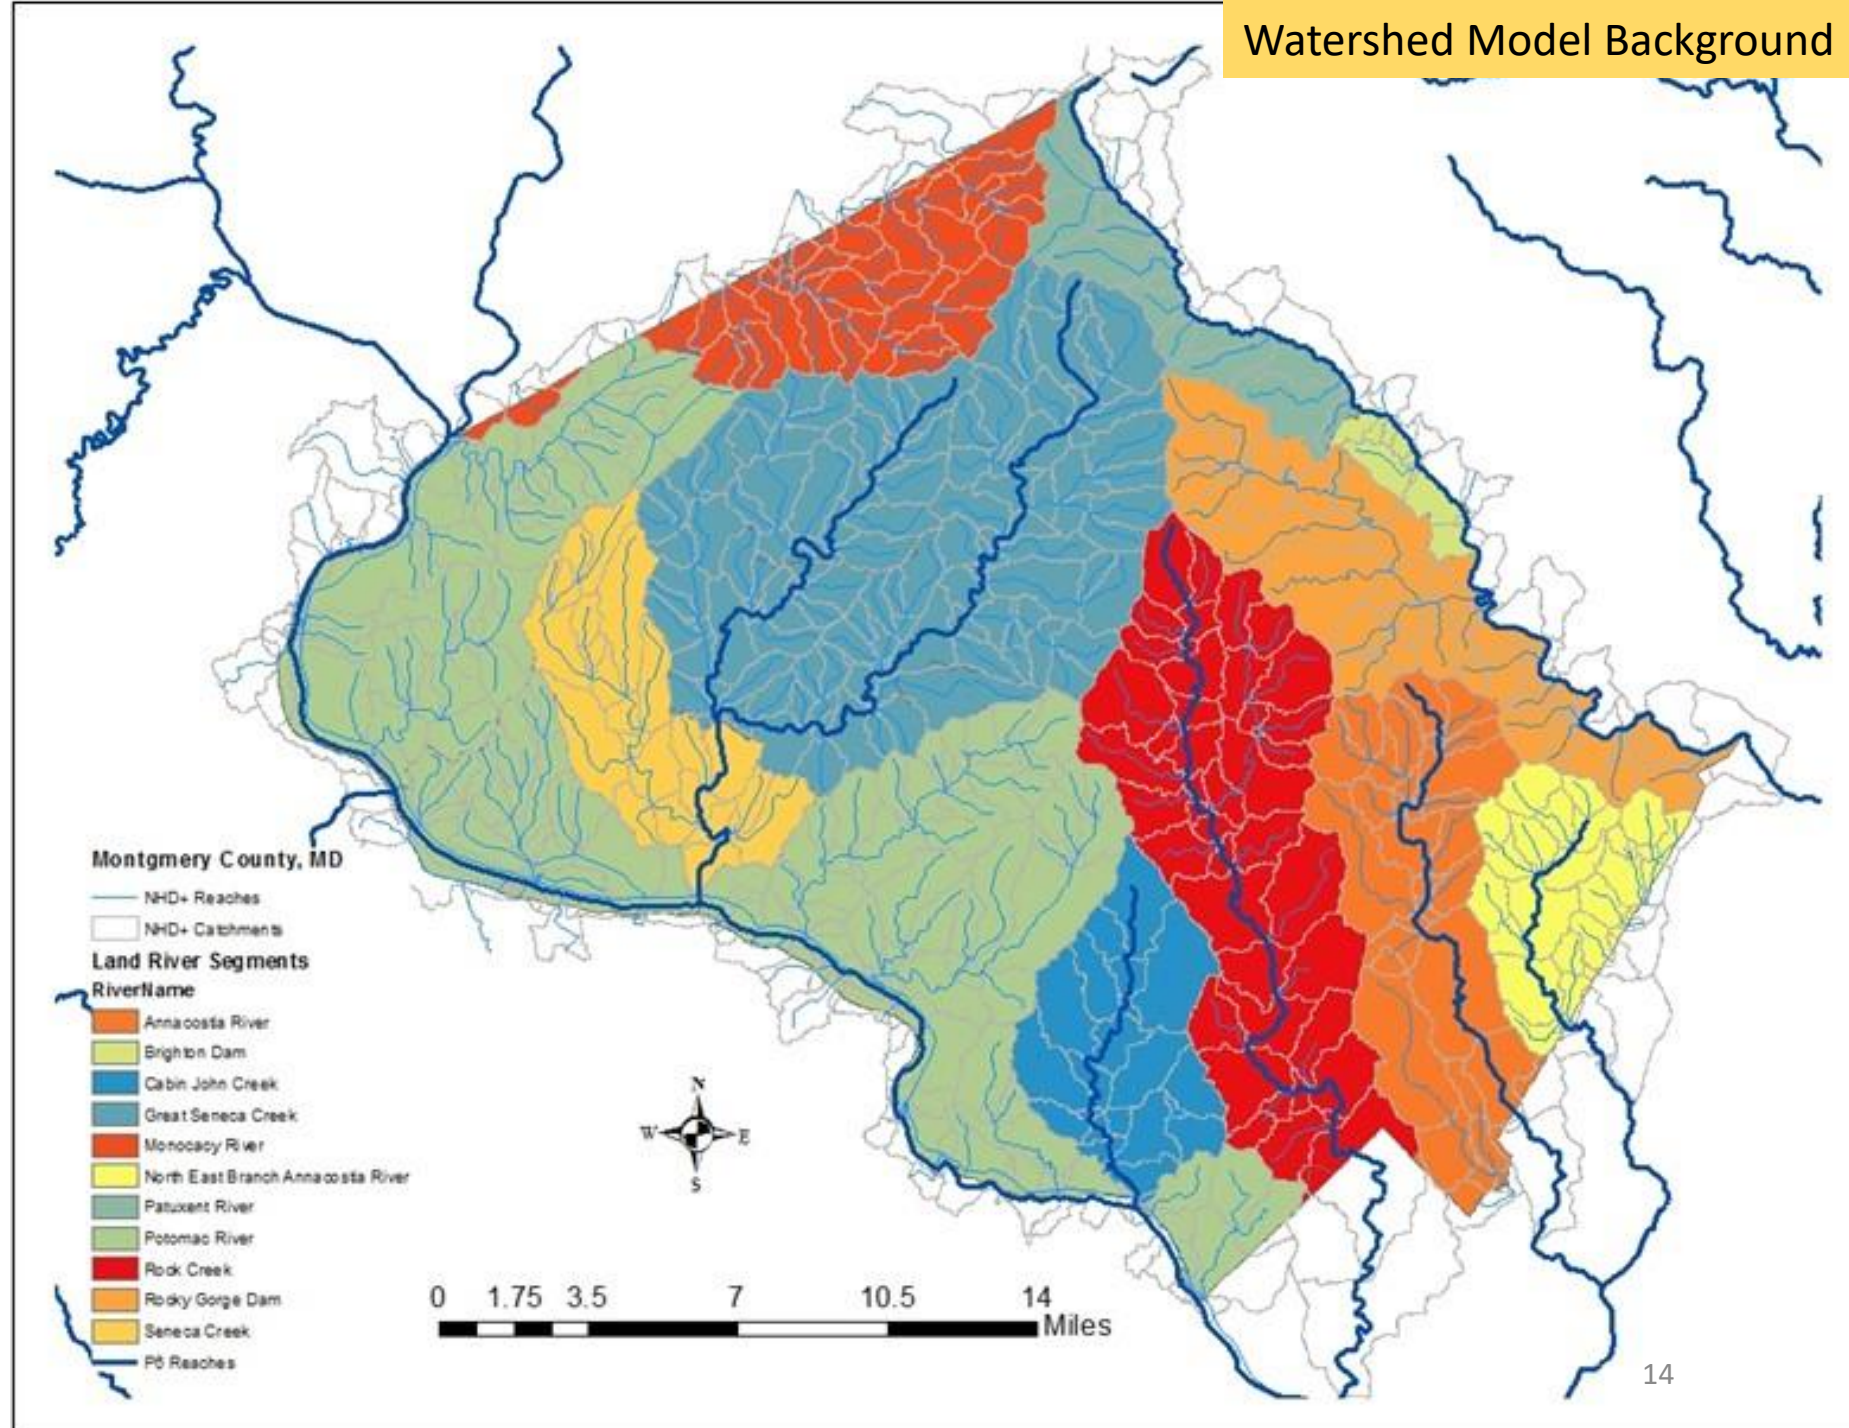 Watershed Model Background
Montgmery County, MD
NHD+ Reaches
NHD+ Catchments
Land River Segments
RiverName
Annacostia River
Brighton Dam
Cabin John Creek
Great Seneca Creek
Monocacy River
North East Branch Annacostia River
Patuxent River
Potomac River
Rock Creek
Rocky Gorge Dam
Seneca Creek
P6 Reaches
N
W E
S
0 1.75 3.5 7 10.5 14
Miles
14